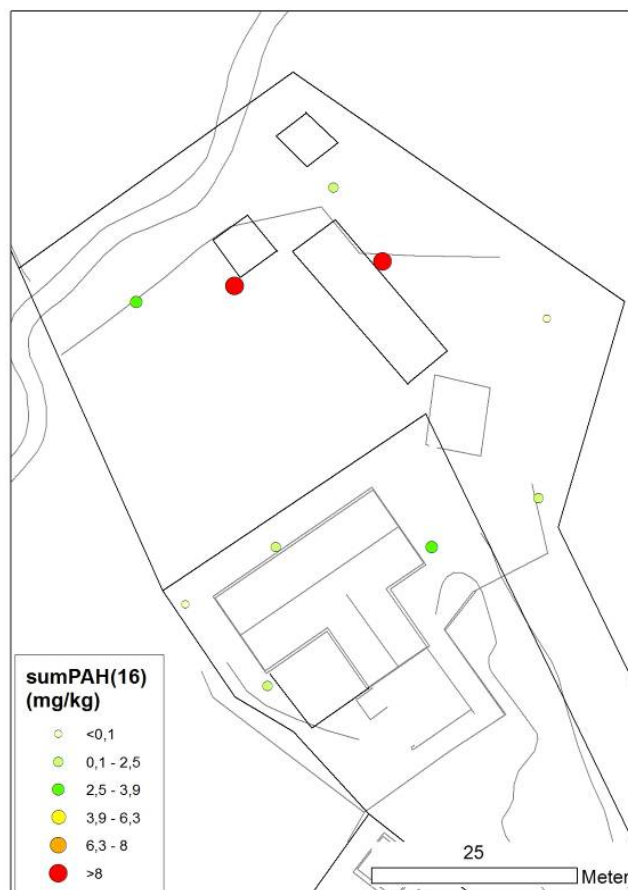 sumPAH(16)
(mg/kg)
<0,1
0,1 - 2,5
2,5 - 3,9
3,9 - 6,3
6,3 - 8
>8
25
Meter